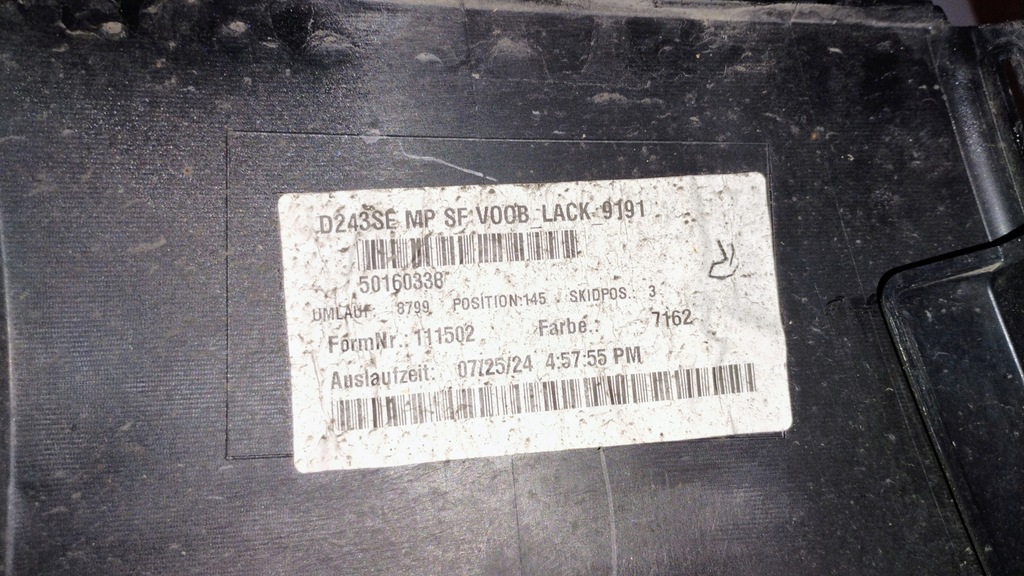 D243SE MP SF VOOB_LACK_9191
50160338
UMLAUF: 8799 POSITION:145 SKIDPOS.: 3
FormNr.: 111502 Farbe.: 7162
Auslaufzeit: 07/25/24 4:57:55 PM